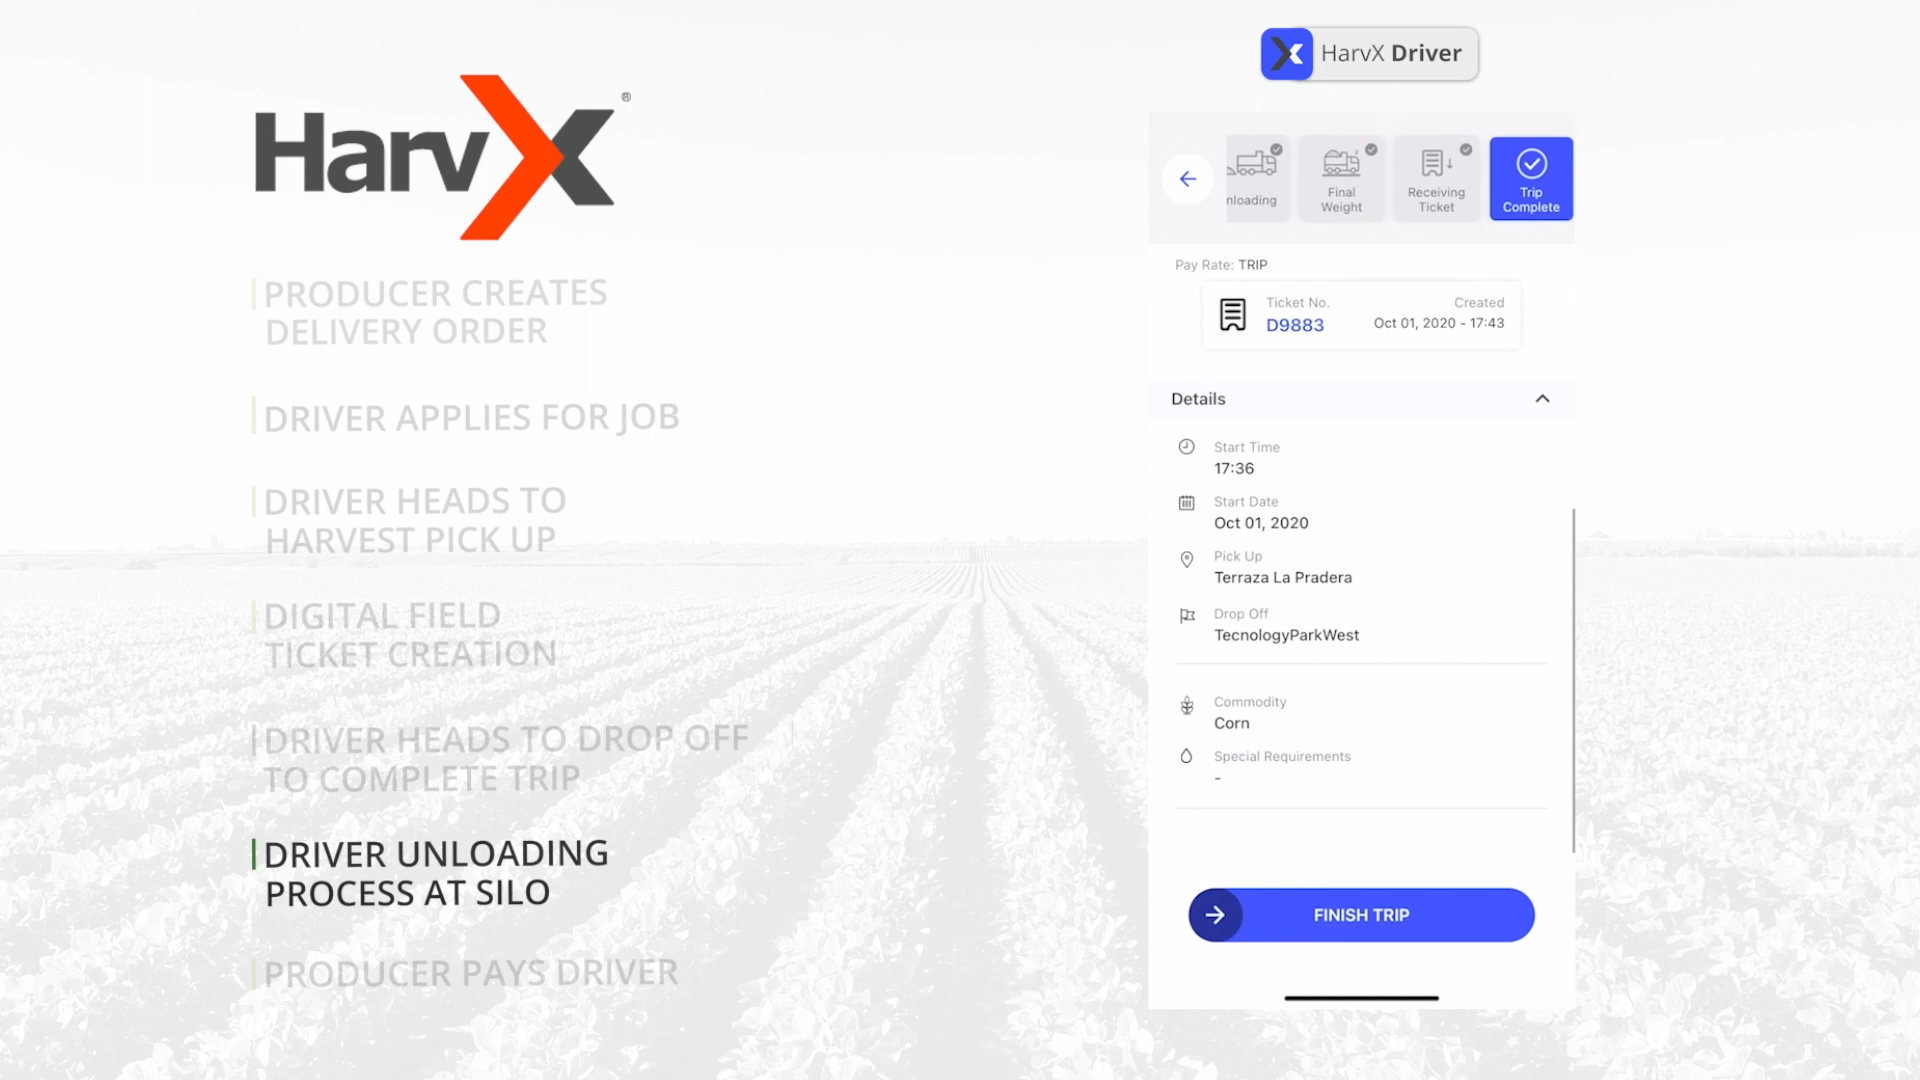 HarvX®
PRODUCER CREATES
DELIVERY ORDER
DRIVER APPLIES FOR JOB
DRIVER HEADS TO
HARVEST PICK UP
DIGITAL FIELD
TICKET CREATION
DRIVER HEADS TO DROP OFF
TO COMPLETE TRIP
DRIVER UNLOADING
PROCESS AT SILO
PRODUCER PAYS DRIVER
HarvX Driver
nloading
Final
Weight
Receiving
Ticket
Trip
Complete
Pay Rate: TRIP
Ticket No.
D9883
Created
Oct 01, 2020 - 17:43
Details
Start Time
17:36
Start Date
Oct 01, 2020
Pick Up
Terraza La Pradera
Drop Off
TecnologyParkWest
Commodity
Corn
Special Requirements
-
FINISH TRIP